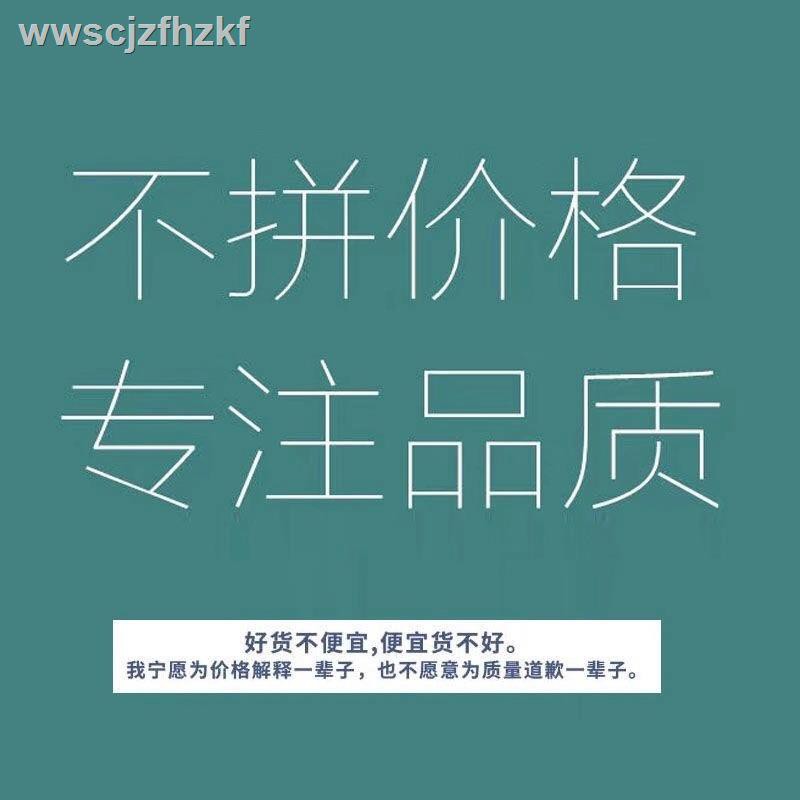 wwscjzfhzkf
不拼价格
专注品质
好货不便宜,便宜货不好。
我宁愿为价格解释一辈子，也不愿意为质量道歉一辈子。